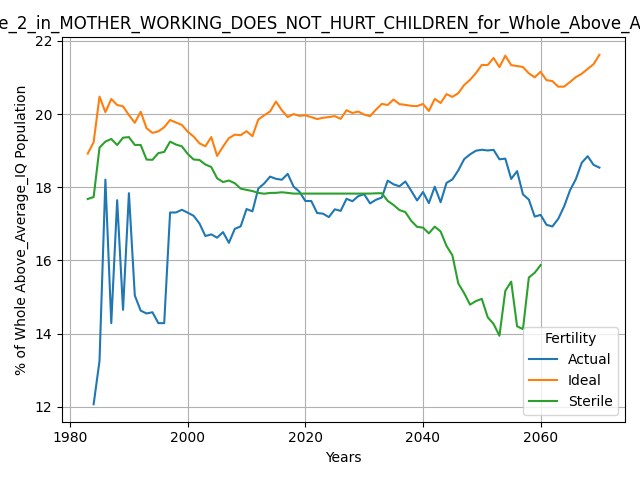 e_2_in_MOTHER_WORKING_DOES_NOT_HURT_CHILDREN_for_Whole_Above_A
22
20
18
16
14
12
% of Whole Above_Average_IQ Population
1980
2000
2020
2040
2060
Years
Fertility
Actual
Ideal
Sterile